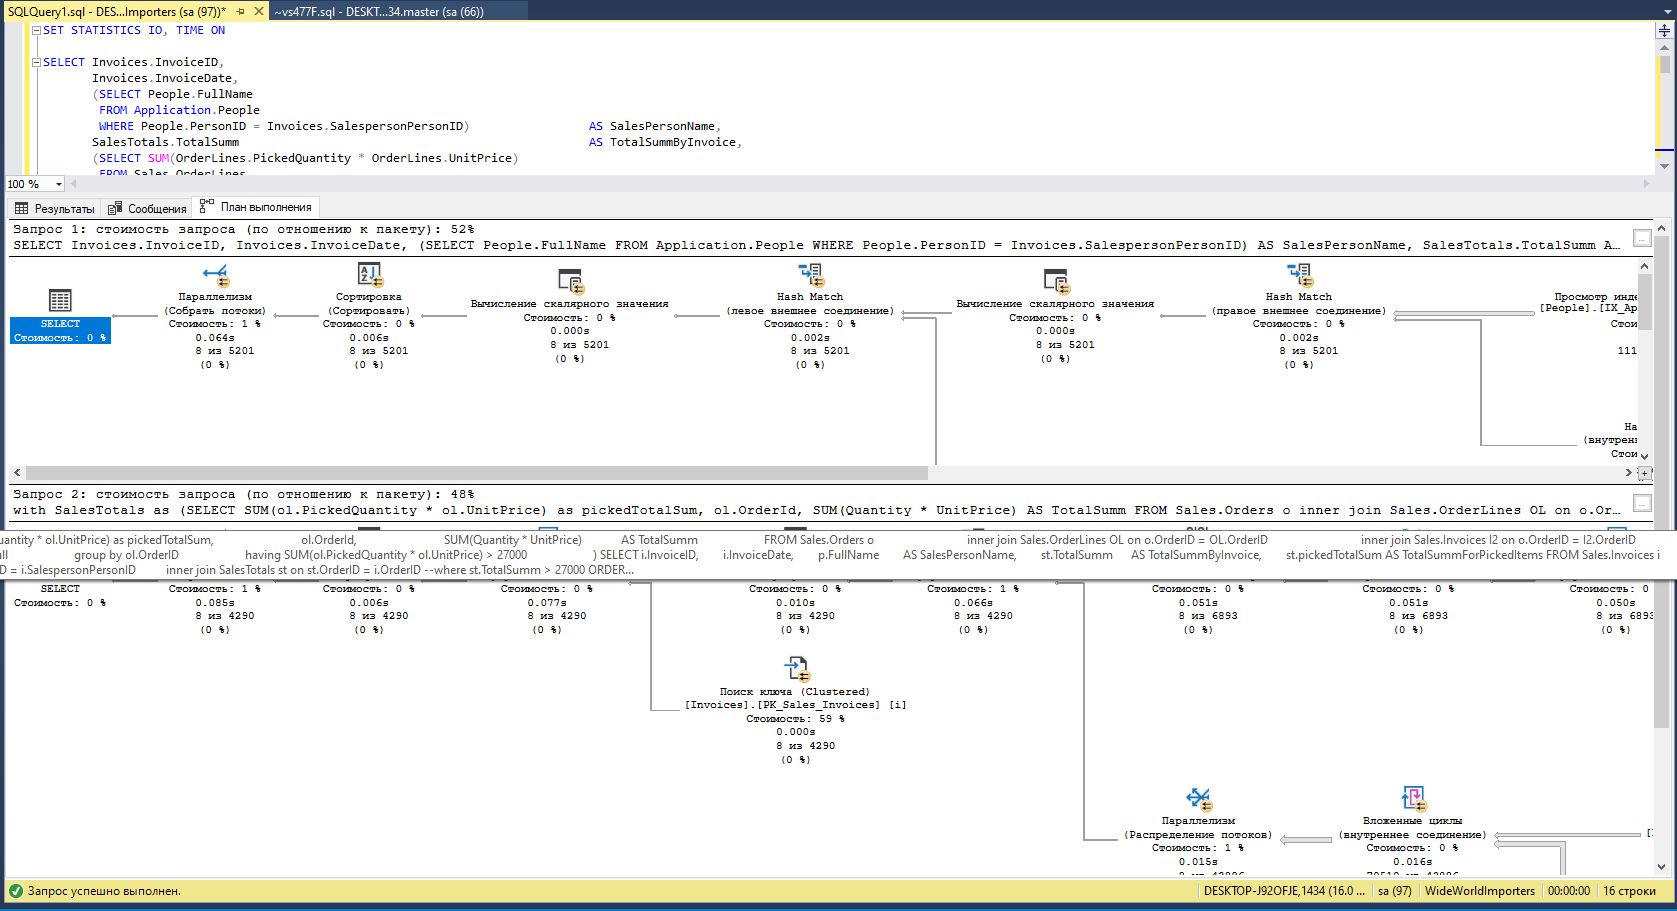 SQLQuery1.sql - DES...Importers (sa (97))*
~vs477F.sql - DESKT...34.master (sa (66))
SET STATISTICS IO, TIME ON
SELECT Invoices.InvoiceID,
Invoices.InvoiceDate,
(SELECT People.FullName
FROM Application.People
WHERE People.PersonID = Invoices.SalespersonPersonID) AS SalesPersonName,
SalesTotals.TotalSumm AS TotalSummByInvoice,
(SELECT SUM(OrderLines.PickedQuantity * OrderLines.UnitPrice)
FROM Sales.OrderLines
100 %
Результаты Сообщения План выполнения
Запрос 1: стоимость запроса (по отношению к пакету): 52%
SELECT Invoices.InvoiceID, Invoices.InvoiceDate, (SELECT People.FullName FROM Application.People WHERE People.PersonID = Invoices.SalespersonPersonID) AS SalesPersonName, SalesTotals.TotalSumm A...
SELECT
Стоимость: 0 %
Параллелизм
(Собрать потоки)
Стоимость: 1 %
0.064s
8 из 5201
(0 %)
Сортировка
(Сортировать)
Стоимость: 0 %
0.006s
8 из 5201
(0 %)
Вычисление скалярного значения
Стоимость: 0 %
0.000s
8 из 5201
(0 %)
Hash Match
(левое внешнее соединение)
Стоимость: 0 %
0.002s
8 из 5201
(0 %)
Вычисление скалярного значения
Стоимость: 0 %
0.000s
8 из 5201
(0 %)
Hash Match
(правое внешнее соединение)
Стоимость: 0 %
0.002s
8 из 5201
(0 %)
Просмотр инде
[People].[IX_Ap
Стои
111
На
(внутрен
Стои
Запрос 2: стоимость запроса (по отношению к пакету): 48%
with SalesTotals as (SELECT SUM(ol.PickedQuantity * ol.UnitPrice) as pickedTotalSum, ol.OrderId, SUM(Quantity * UnitPrice) AS TotalSumm FROM Sales.Orders o inner join Sales.OrderLines OL on o.Or...
uantity * ol.UnitPrice) as pickedTotalSum, ol.OrderId, SUM(Quantity * UnitPrice) AS TotalSumm FROM Sales.Orders o inner join Sales.OrderLines OL on o.OrderID = OL.OrderID inner join Sales.Invoices I2 on o.OrderID = I2.OrderID
ull group by ol.OrderID having SUM(ol.PickedQuantity * ol.UnitPrice) > 27000 ) SELECT i.InvoiceID, i.InvoiceDate, p.FullName AS SalesPersonName, st.TotalSumm AS TotalSummByInvoice, st.pickedTotalSum AS TotalSummForPickedItems FROM Sales.Invoices i
D = i.SalespersonPersonID inner join SalesTotals st on st.OrderID = i.OrderID --where st.TotalSumm > 27000 ORDER...
SELECT
Стоимость: 0 %
Стоимость: 1 %
0.085s
8 из 4290
(0 %)
Стоимость: 0 %
0.006s
8 из 4290
(0 %)
Стоимость: 0 %
0.077s
8 из 4290
(0 %)
Стоимость: 0 %
0.010s
8 из 4290
(0 %)
Стоимость: 1 %
0.066s
8 из 4290
(0 %)
Стоимость: 0 %
0.051s
8 из 6893
(0 %)
Стоимость: 0 %
0.051s
8 из 6893
(0 %)
Стоимость: 0
0.050s
8 из 6893
(0 %)
Поиск ключа (Clustered)
[Invoices].[PK_Sales_Invoices] [i]
Стоимость: 59 %
0.000s
8 из 4290
(0 %)
Параллелизм
(Распределение потоков)
Стоимость: 1 %
0.015s
Вложенные циклы
(внутреннее соединение)
Стоимость: 0 %
0.016s
Запрос успешно выполнен.
DESKTOP-J92OFJE,1434 (16.0 ... sa (97) WideWorldImporters 00:00:00 16 строки